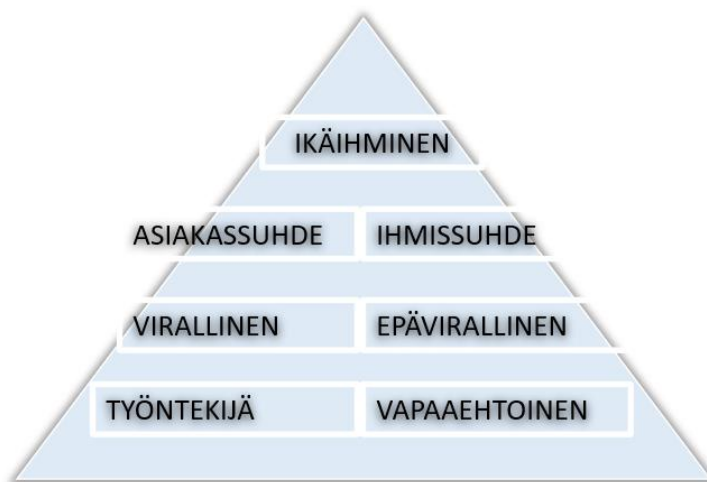 IKÄIHMINEN
ASIAKASSUHDE IHMISSUHDE
VIRALLINEN EPÄVIRALLINEN
TYÖNTEKIJÄ VAPAAEHTOINEN